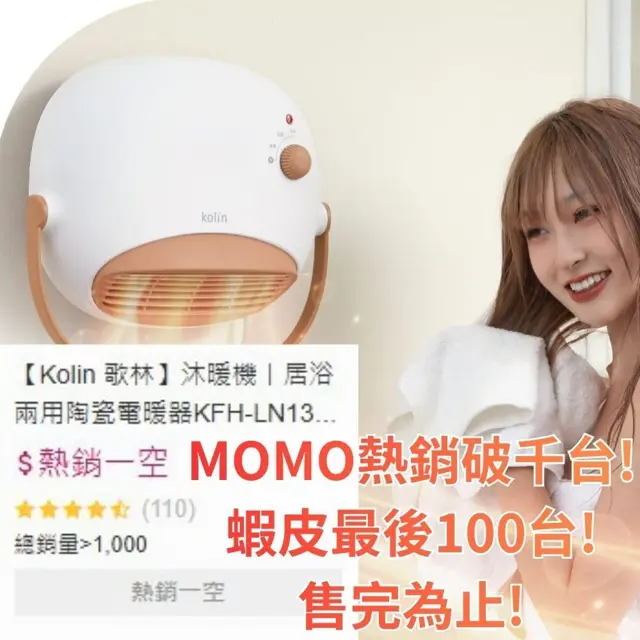 kolin
【Kolin 歌林】沐暖機｜居浴
兩用陶瓷電暖器KFH-LN13...
$熱銷一空
(110)
總銷量>1,000
熱銷一空
MOMO熱銷破千台!
蝦皮最後100台!
售完為止!